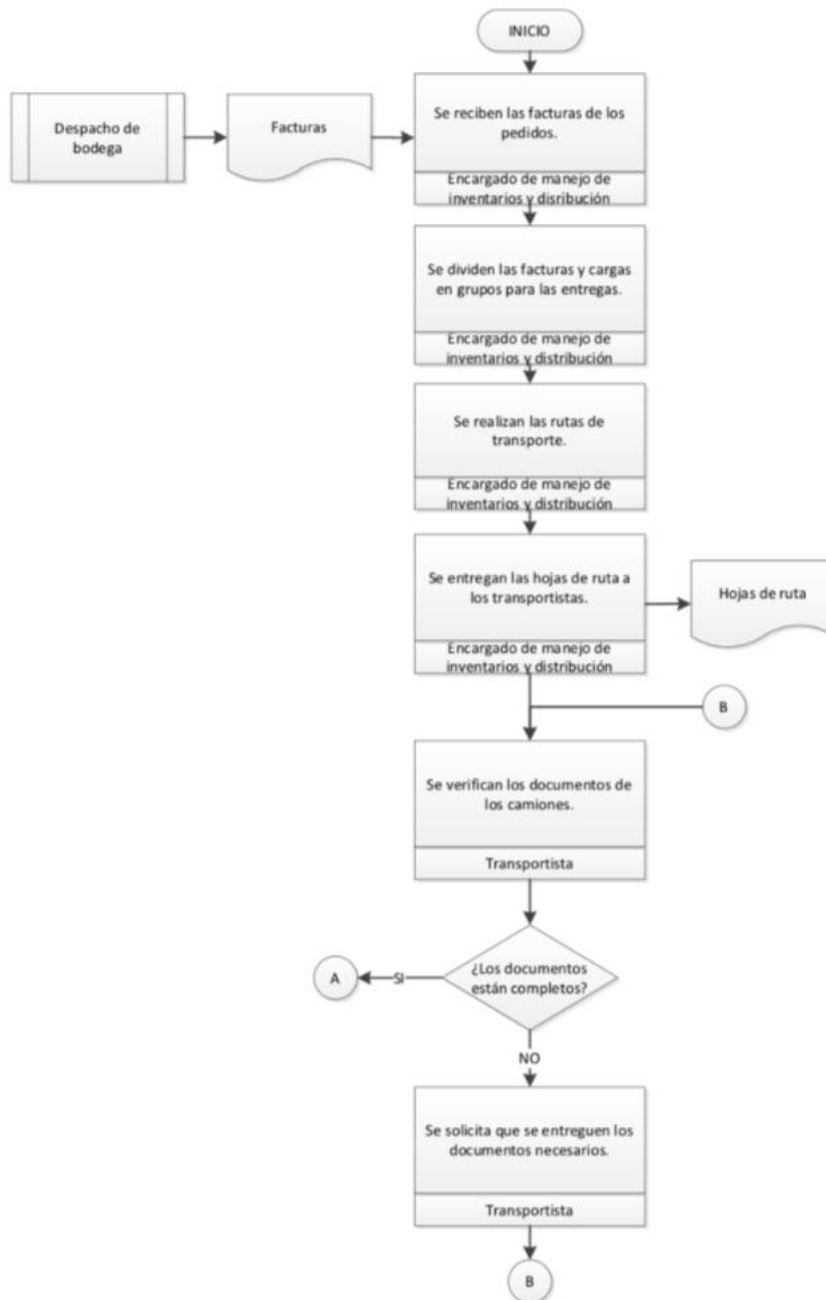 INICIO
Despacho de
bodega
Facturas
Se reciben las facturas de los
pedidos.
Encargado de manejo de
inventarios y disribución
Se dividen las facturas y cargas
en grupos para las entregas.
Encargado de manejo de
inventarios y distribución
Se realizan las rutas de
transporte.
Encargado de manejo de
inventarios y distribución
Se entregan las hojas de ruta a
los transportistas.
Encargado de manejo de
inventarios y distribución
Hojas de ruta
B
Se verifican los documentos de
los camiones.
Transportista
¿Los documentos
están completos?
SI
A
NO
Se solicita que se entreguen los
documentos necesarios.
Transportista
B